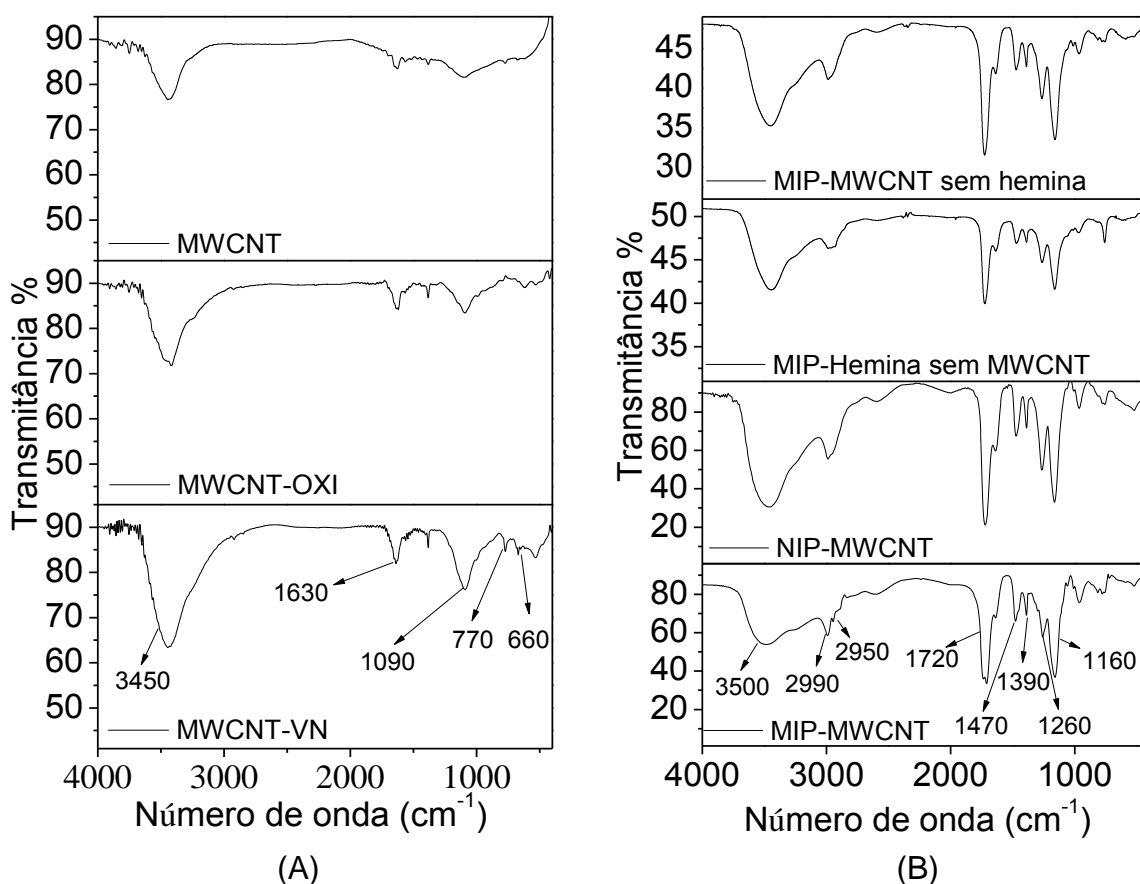 Transmitância %
90
80
70
60
50
MWCNT
90
80
70
60
50
MWCNT-OXI
90
80
70
60
50
1630
1090
770
660
3450
MWCNT-VN
4000 3000 2000 1000
Número de onda (cm-1)
(A)
Transmitância %
45
40
35
30
MIP-MWCNT sem hemina
50
45
40
35
MIP-Hemina sem MWCNT
80
60
40
20
NIP-MWCNT
80
60
40
20
3500
2990
2950
1720
1470
1390
1260
1160
MIP-MWCNT
4000 3000 2000 1000
Número de onda (cm-1)
(B)